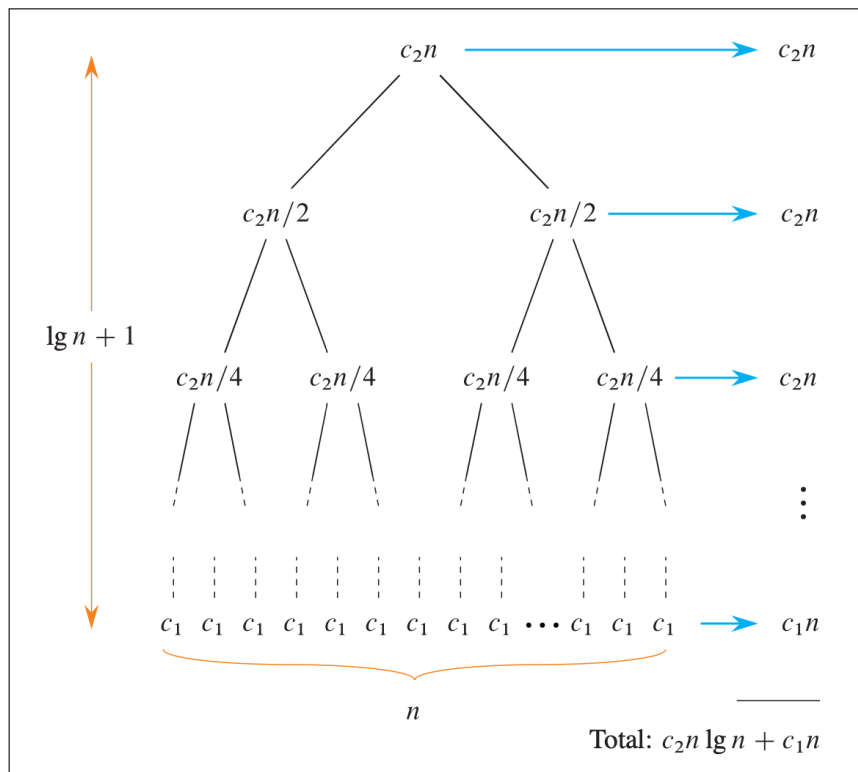 c₂n c₂n
c₂n/2 c₂n/2 c₂n
lg n + 1
c₂n/4 c₂n/4 c₂n/4 c₂n/4 c₂n
⋮
c₁ c₁ c₁ c₁ c₁ c₁ c₁ c₁ c₁ ••• c₁ c₁ c₁ c₁n
n
Total: c₂n lg n + c₁n